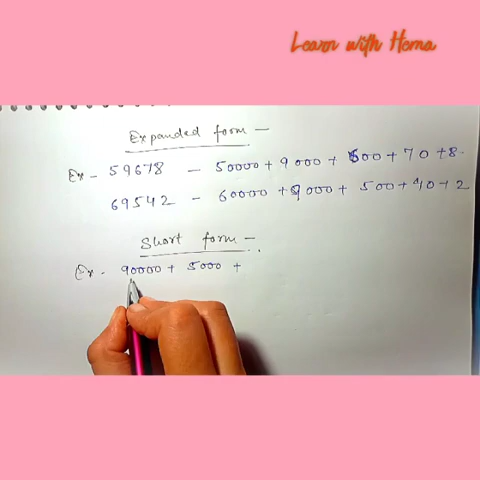 Learn with Hema
Expanded form -
Ex - 59678 - 50000 + 9000 + 600 + 70 + 8.
69542 - 60000 + 9000 + 500 + 40 + 2
Short form -
Ex - 90000 + 5000 +